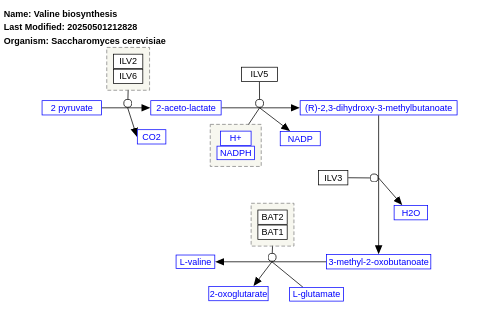 Name: Valine biosynthesis
Last Modified: 20250501212828
Organism: Saccharomyces cerevisiae
ILV2
ILV6
ILV5
2 pyruvate
2-aceto-lactate
(R)-2,3-dihydroxy-3-methylbutanoate
CO2
H+
NADP
NADPH
ILV3
H2O
BAT2
BAT1
L-valine
3-methyl-2-oxobutanoate
2-oxoglutarate
L-glutamate